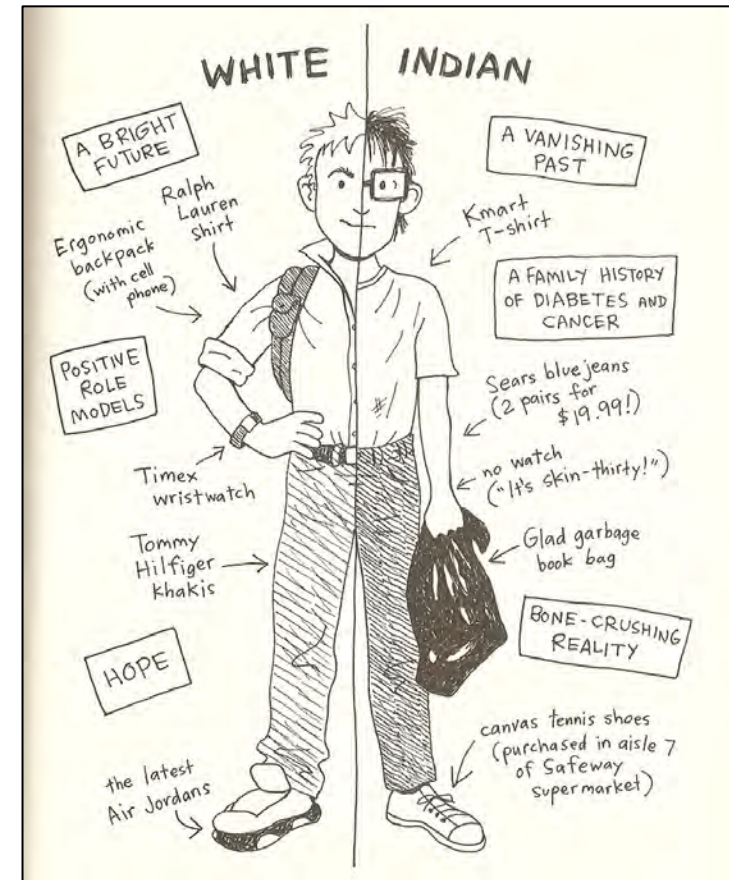 WHITE
INDIAN
A BRIGHT
FUTURE
Ralph
Lauren
shirt
Ergonomic
backpack
(with cell
phone)
POSITIVE
ROLE
MODELS
Timex
wristwatch
Tommy
Hilfiger
khakis
HOPE
the latest
Air Jordans
A VANISHING
PAST
Kmart
T-shirt
A FAMILY HISTORY
OF DIABETES AND
CANCER
Sears blue jeans
(2 pairs for
$19.99!)
no watch
("It's skin-thirty!")
Glad garbage
book bag
BONE-CRUSHING
REALITY
canvas tennis shoes
(purchased in aisle 7
of Safeway
supermarket)